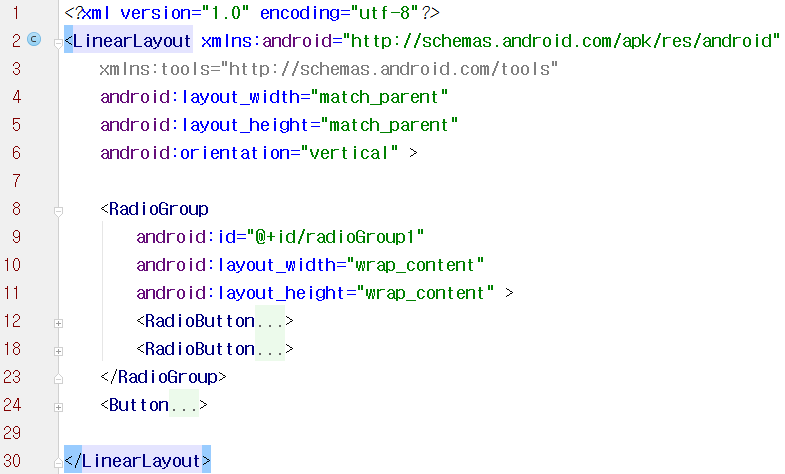 1 <?xml version="1.0" encoding="utf-8"?>
2 C <LinearLayout xmlns:android="http://schemas.android.com/apk/res/android"
3 xmlns:tools="http://schemas.android.com/tools"
4 android:layout_width="match_parent"
5 android:layout_height="match_parent"
6 android:orientation="vertical" >
7
8 <RadioGroup
9 android:id="@+id/radioGroup1"
10 android:layout_width="wrap_content"
11 android:layout_height="wrap_content" >
12 <RadioButton...>
18 <RadioButton...>
23 </RadioGroup>
24 <Button...>
29
30 </LinearLayout>